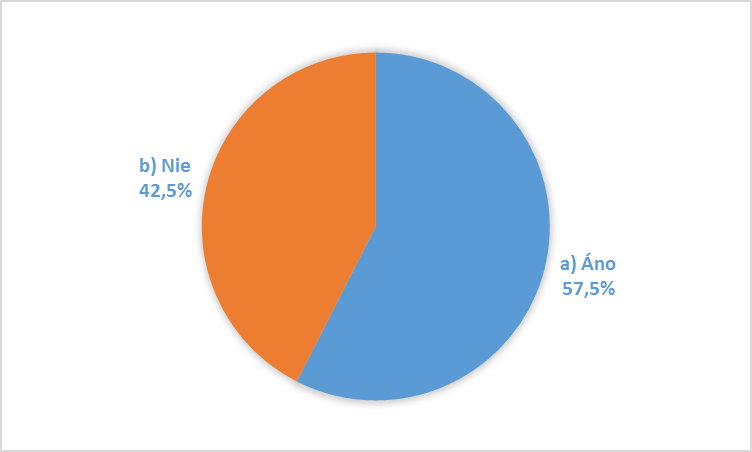 b) Nie
42,5%
a) Áno
57,5%